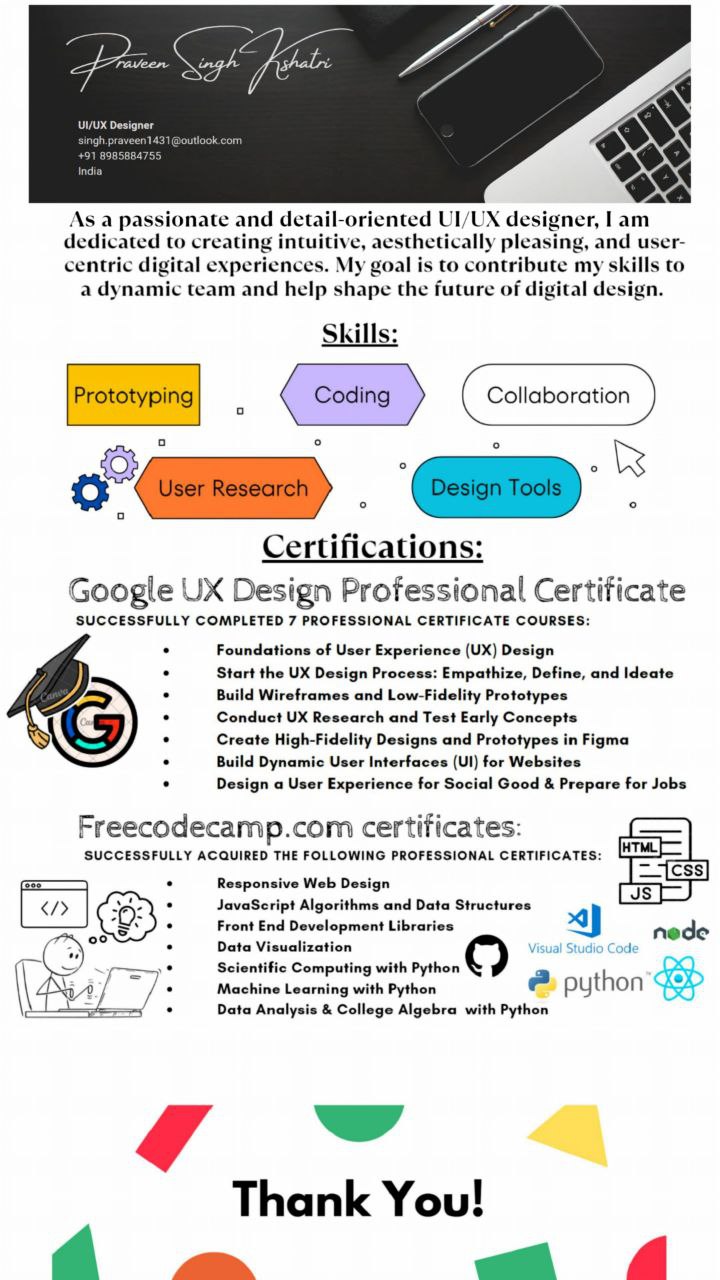 Praveen Singh Kshatri
UI/UX Designer
singh.praveen1431@outlook.com
+91 8985884755
India
As a passionate and detail-oriented UI/UX designer, I am
dedicated to creating intuitive, aesthetically pleasing, and user-
centric digital experiences. My goal is to contribute my skills to
a dynamic team and help shape the future of digital design.
Skills:
Prototyping
Coding
Collaboration
User Research
Design Tools
Certifications:
Google UX Design Professional Certificate
SUCCESSFULLY COMPLETED 7 PROFESSIONAL CERTIFICATE COURSES:
• Foundations of User Experience (UX) Design
• Start the UX Design Process: Empathize, Define, and Ideate
• Build Wireframes and Low-Fidelity Prototypes
• Conduct UX Research and Test Early Concepts
• Create High-Fidelity Designs and Prototypes in Figma
• Build Dynamic User Interfaces (UI) for Websites
• Design a User Experience for Social Good & Prepare for Jobs
Canva
G
Freecodecamp.com certificates:
SUCCESSFULLY ACQUIRED THE FOLLOWING PROFESSIONAL CERTIFICATES:
• Responsive Web Design
• JavaScript Algorithms and Data Structures
• Front End Development Libraries
• Data Visualization
• Scientific Computing with Python
• Machine Learning with Python
• Data Analysis & College Algebra with Python
</>
HTML
CSS
JS
Visual Studio Code
node
python™
Thank You!